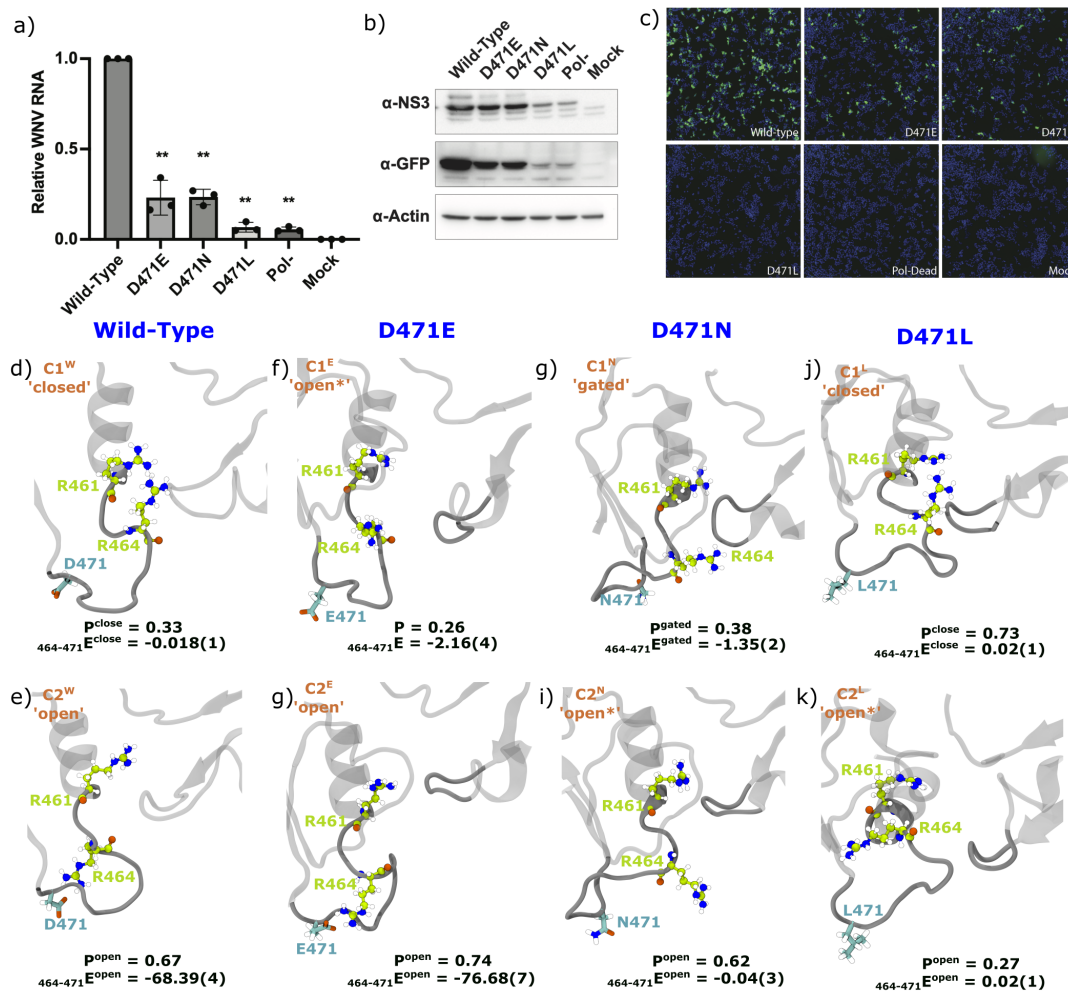 a)
Relative WNV RNA
1.0
0.5
0.0
**
**
**
**
Wild-Type
D471E
D471N
D471L
Pol-
Mock
b)
Wild-Type
D471E
D471N
D471L
Pol-
Mock
α-NS3
α-GFP
α-Actin
c)
Wild-type
D471E
D471
D471L
Pol-Dead
Moc
Wild-Type
D471E
D471N
D471L
d)
C1ᵂ
'closed'
R461
R464
D471
Pᶜˡᵒˢᵉ = 0.33
₄₆₄₋₄₇₁Eᶜˡᵒˢᵉ = -0.018(1)
f)
C1ᴱ
'open*'
R461
R464
E471
P = 0.26
₄₆₄₋₄₇₁E = -2.16(4)
g)
C1ᴺ
'gated'
R461
R464
N471
Pᵍᵃᵗᵉᵈ = 0.38
₄₆₄₋₄₇₁Eᵍᵃᵗᵉᵈ = -1.35(2)
j)
C1ᴸ
'closed'
R461
R464
L471
Pᶜˡᵒˢᵉ = 0.73
₄₆₄₋₄₇₁Eᶜˡᵒˢᵉ = 0.02(1)
e)
C2ᵂ
'open'
R461
R464
D471
Pᵒᵖᵉⁿ = 0.67
₄₆₄₋₄₇₁Eᵒᵖᵉⁿ = -68.39(4)
g)
C2ᴱ
'open'
R461
R464
E471
Pᵒᵖᵉⁿ = 0.74
₄₆₄₋₄₇₁Eᵒᵖᵉⁿ = -76.68(7)
i)
C2ᴺ
'open*'
R461
R464
N471
Pᵒᵖᵉⁿ = 0.62
₄₆₄₋₄₇₁Eᵒᵖᵉⁿ = -0.04(3)
k)
C2ᴸ
'open*'
R461
R464
L471
Pᵒᵖᵉⁿ = 0.27
₄₆₄₋₄₇₁Eᵒᵖᵉⁿ = 0.02(1)